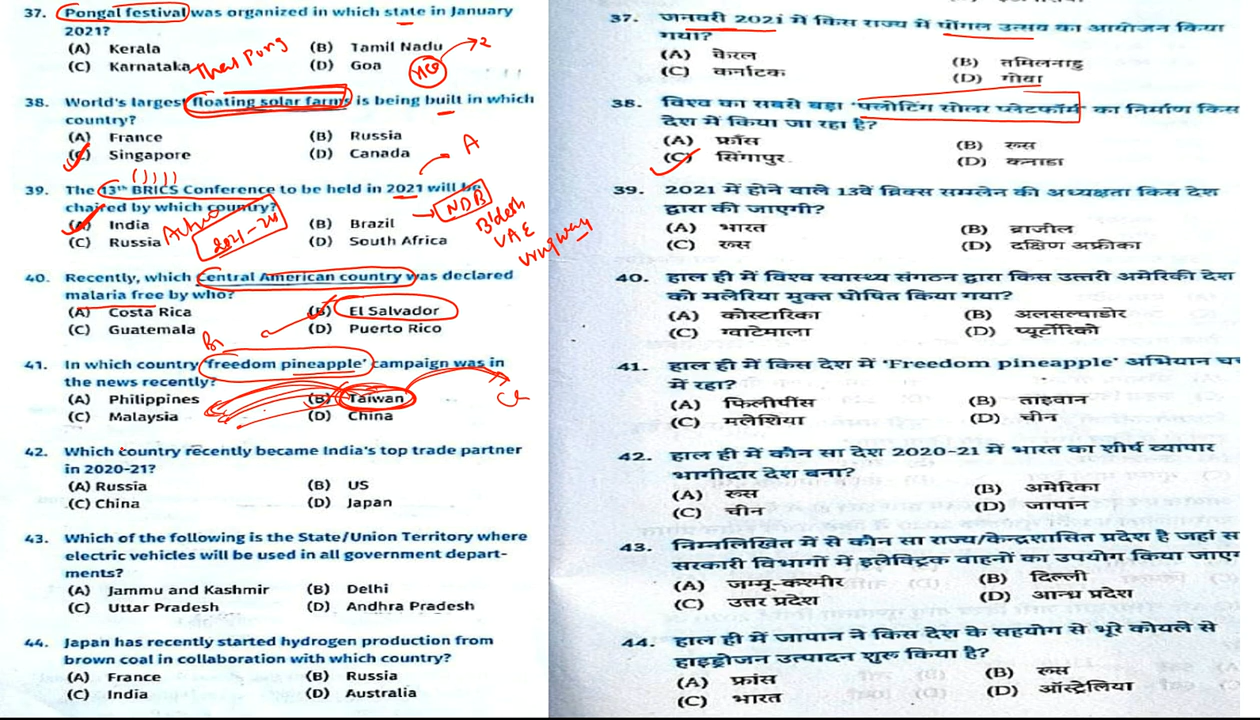 37. Pongal festival was organized in which state in January
2021?
(A) Kerala (B) Tamil Nadu
(C) Karnataka (D) Goa
38. World's largest floating solar farms is being built in which
country?
(A) France (B) Russia
(C) Singapore (D) Canada
39. The 13th BRICS Conference to be held in 2021 will be
chaired by which country?
(A) India (B) Brazil
(C) Russia (D) South Africa
40. Recently, which Central American country was declared
malaria free by who?
(A) Costa Rica (B) El Salvador
(C) Guatemala (D) Puerto Rico
41. In which country 'freedom pineapple' campaign was in
the news recently?
(A) Philippines (B) Taiwan
(C) Malaysia (D) China
42. Which country recently became India's top trade partner
in 2020-21?
(A) Russia (B) US
(C) China (D) Japan
43. Which of the following is the State/Union Territory where
electric vehicles will be used in all government depart-
ments?
(A) Jammu and Kashmir (B) Delhi
(C) Uttar Pradesh (D) Andhra Pradesh
44. Japan has recently started hydrogen production from
brown coal in collaboration with which country?
(A) France (B) Russia
(C) India (D) Australia
2
A
NDB
B'desh
UAE
Uruguay
2021-24
37. जनवरी 2021 में किस राज्य में पोंगल उत्सव का आयोजन किया
गया?
(A) केरल (B) तमिलनाडु
(C) कर्नाटक (D) गोवा
38. विश्व का सबसे बड़ा 'फ्लोटिंग सोलर प्लेटफॉर्म' का निर्माण किस
देश में किया जा रहा है?
(A) फ्राँस (B) रूस
(C) सिंगापुर (D) कनाडा
39. 2021 में होने वाले 13वें ब्रिक्स सम्मलेन की अध्यक्षता किस देश
द्वारा की जाएगी?
(A) भारत (B) ब्राजील
(C) रूस (D) दक्षिण अफ्रीका
40. हाल ही में विश्व स्वास्थ्य संगठन द्वारा किस उत्तरी अमेरिकी देश
को मलेरिया मुक्त घोषित किया गया?
(A) कोस्टारिका (B) अलसल्वाडोर
(C) ग्वाटेमाला (D) प्यूर्टोरिको
41. हाल ही में किस देश में 'Freedom pineapple' अभियान
में रहा?
(A) फिलीपींस (B) ताइवान
(C) मलेशिया (D) चीन
42. हाल ही में कौन सा देश 2020-21 में भारत का शीर्ष व्यापार
भागीदार देश बना?
(A) रूस (B) अमेरिका
(C) चीन (D) जापान
43. निम्नलिखित में से कौन सा राज्य/केन्द्रशासित प्रदेश है जहां
सरकारी विभागों में इलेक्ट्रिक वाहनों का उपयोग किया
(A) जम्मू-कश्मीर (B) दिल्ली
(C) उत्तर प्रदेश (D) आन्ध्र प्रदेश
44. हाल ही में जापान ने किस देश के सहयोग से भूरे कोयले से
हाइड्रोजन उत्पादन शुरू किया है?
(A) फ्रांस (B) रूस
(C) भारत (D) ऑस्ट्रेलिया